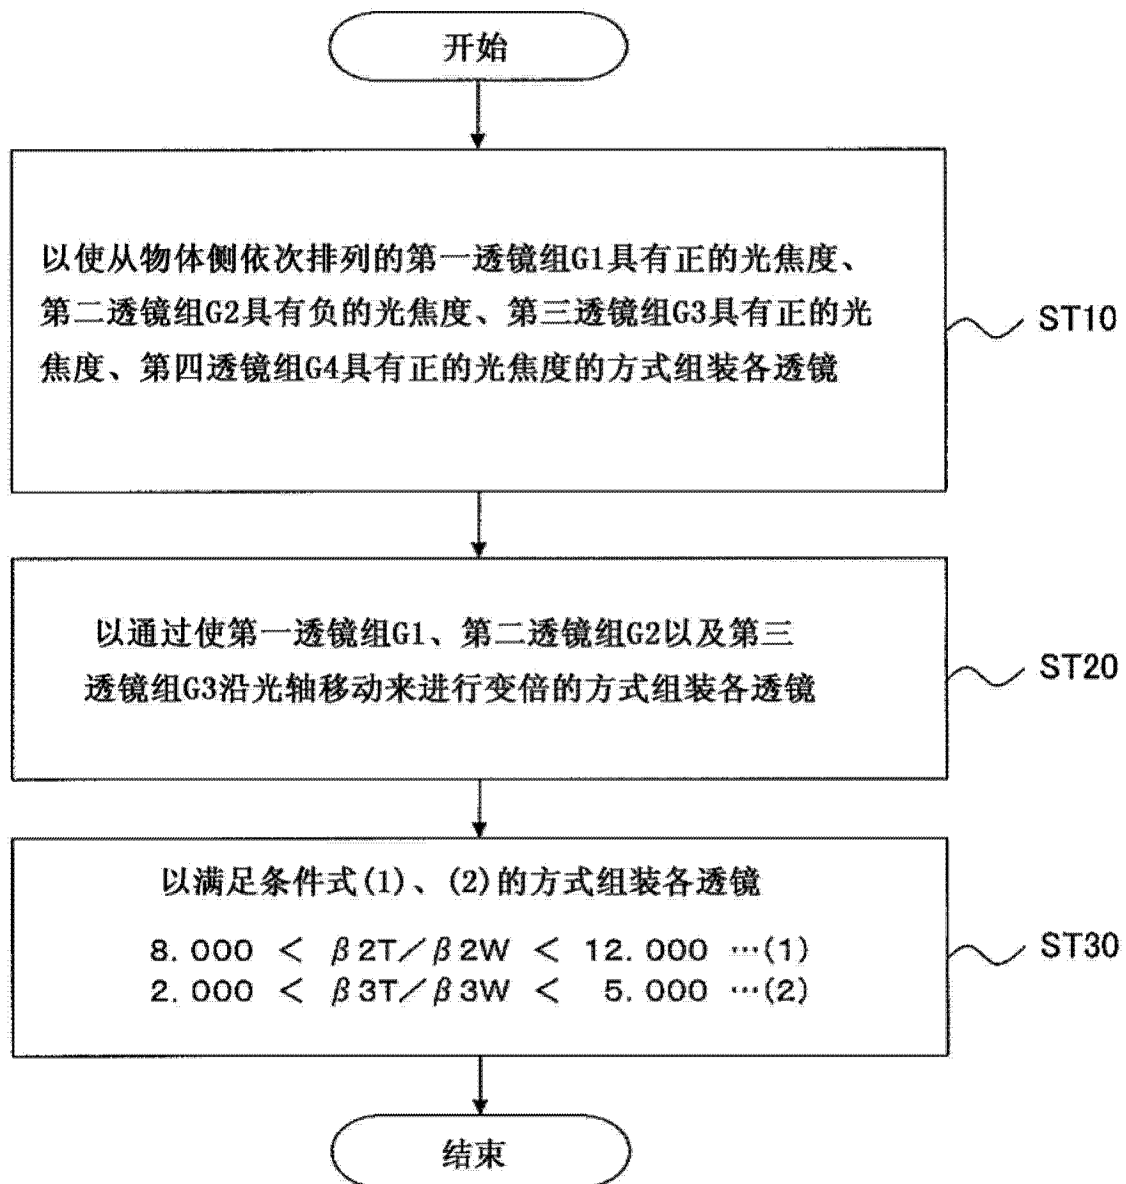 开始
以使从物体侧依次排列的第一透镜组G1具有正的光焦度、
第二透镜组G2具有负的光焦度、第三透镜组G3具有正的光
焦度、第四透镜组G4具有正的光焦度的方式组装各透镜
ST10
以通过使第一透镜组G1、第二透镜组G2以及第三
透镜组G3沿光轴移动来进行变倍的方式组装各透镜
ST20
以满足条件式(1)、(2)的方式组装各透镜
8.000 < β2T/β2W < 12.000 …(1)
2.000 < β3T/β3W < 5.000 …(2)
ST30
结束